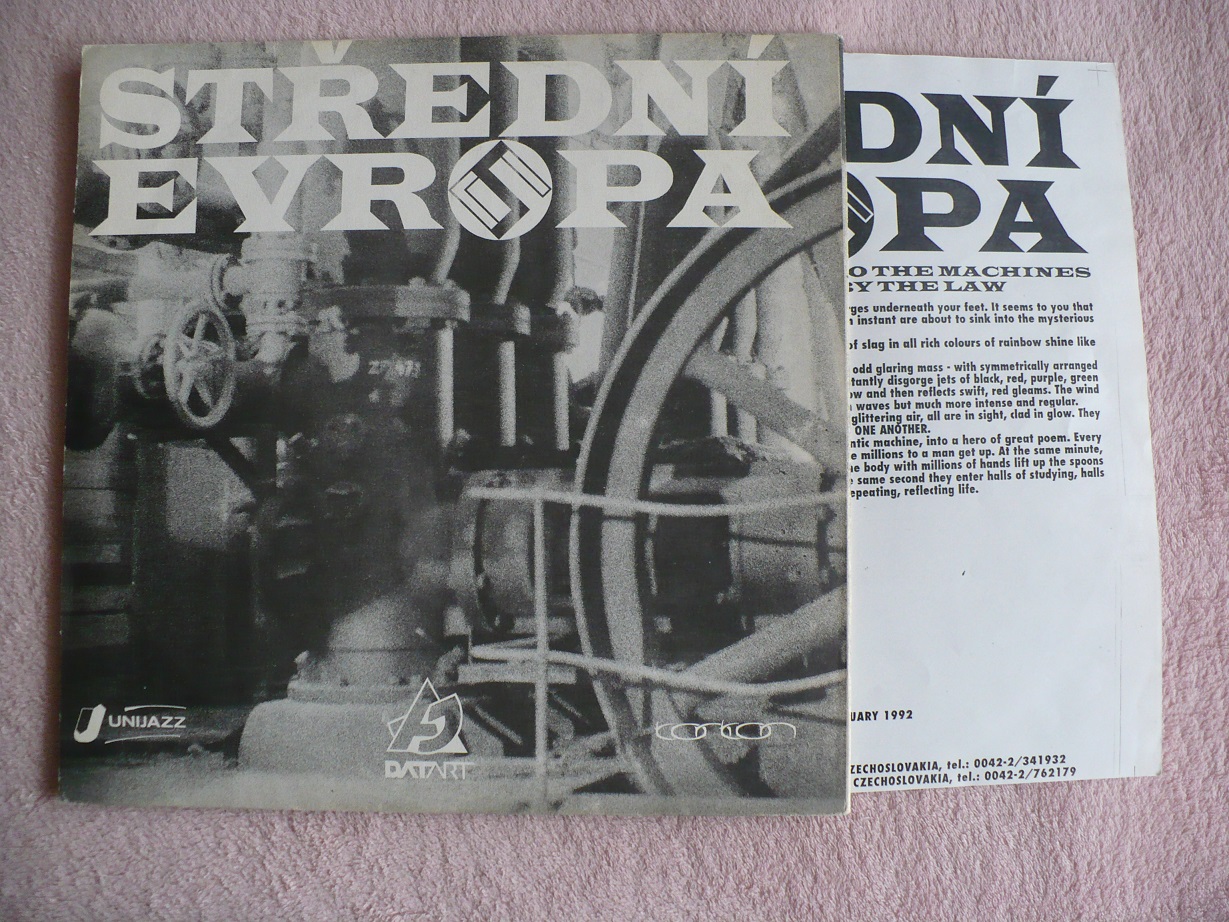 STŘEDNÍ
EVROPA
UNIJAZZ
DATART
DNÍ
PA
O THE MACHINES
BY THE LAW
ges underneath your feet. It seems to you that
instant are about to sink into the mysterious
of slag in all rich colours of rainbow shine like
odd glaring mass - with symmetrically arranged
tantly disgorge jets of black, red, purple, green
ow and then reflects swift, red gleams. The wind
waves but much more intense and regular.
glittering air, all are in sight, clad in glow. They
ONE ANOTHER.
ntic machine, into a hero of great poem. Every
e millions to a man get up. At the same minute,
e body with millions of hands lift up the spoons
same second they enter halls of studying, halls
epeating, reflecting life.
UARY 1992
ZECHOSLOVAKIA, tel.: 0042-2/341932
CZECHOSLOVAKIA, tel.: 0042-2/762179